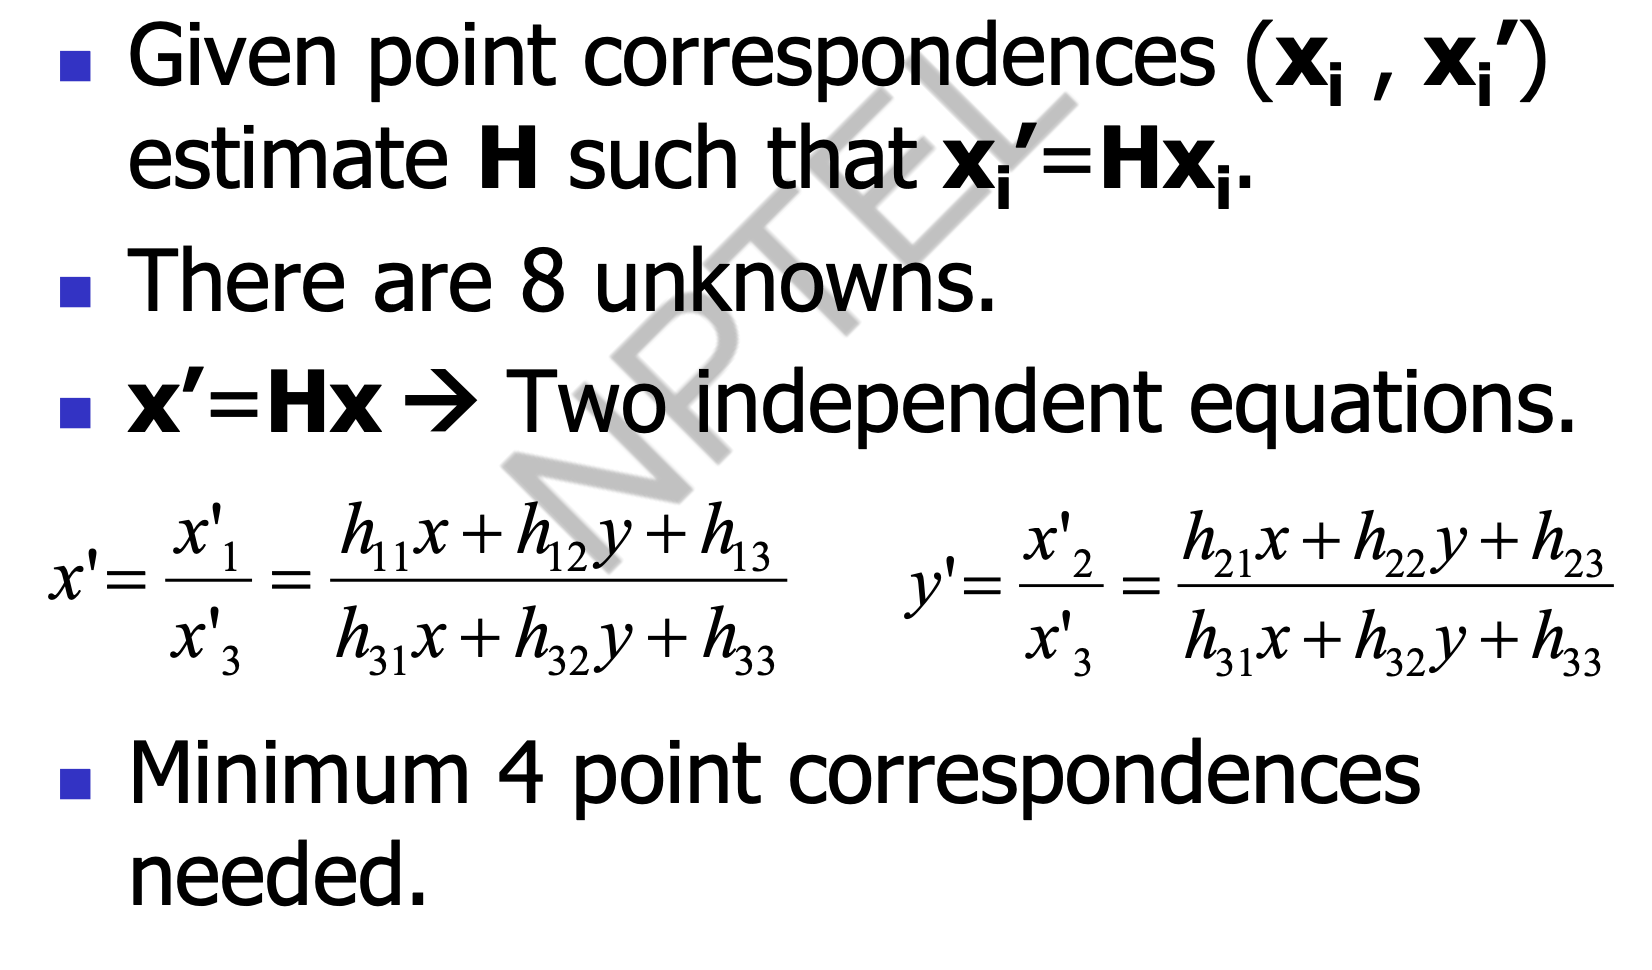 Given point correspondences (xᵢ , xᵢ′)
estimate H such that xᵢ′=Hxᵢ.
There are 8 unknowns.
x′=Hx → Two independent equations.
x' = x'₁ / x'₃ = (h₁₁x + h₁₂y + h₁₃) / (h₃₁x + h₃₂y + h₃₃)  y' = x'₂ / x'₃ = (h₂₁x + h₂₂y + h₂₃) / (h₃₁x + h₃₂y + h₃₃)
Minimum 4 point correspondences
needed.
NPTEL